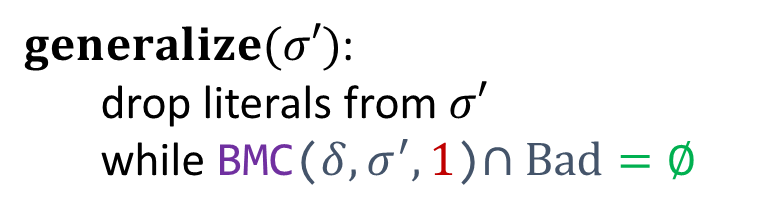 generalize(σ′):
drop literals from σ′
while BMC(δ, σ′, 1)∩ Bad = ∅